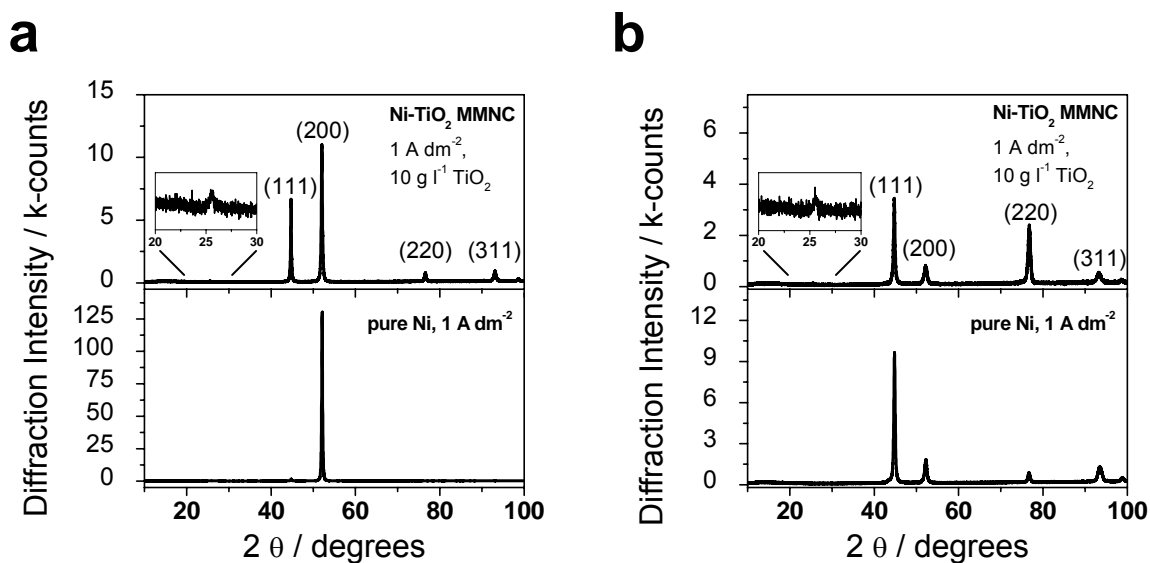 a
Diffraction Intensity / k-counts
15
10
5
0
Ni-TiO₂ MMNC
1 A dm⁻²,
10 g l⁻¹ TiO₂
(111)
(200)
(220)
(311)
20 25 30
125
100
75
50
25
0
pure Ni, 1 A dm⁻²
20 40 60 80 100
2 θ / degrees
b
Diffraction Intensity / k-counts
6
4
2
0
Ni-TiO₂ MMNC
1 A dm⁻²,
10 g l⁻¹ TiO₂
(111)
(200)
(220)
(311)
20 25 30
12
9
6
3
0
pure Ni, 1 A dm⁻²
20 40 60 80 100
2 θ / degrees